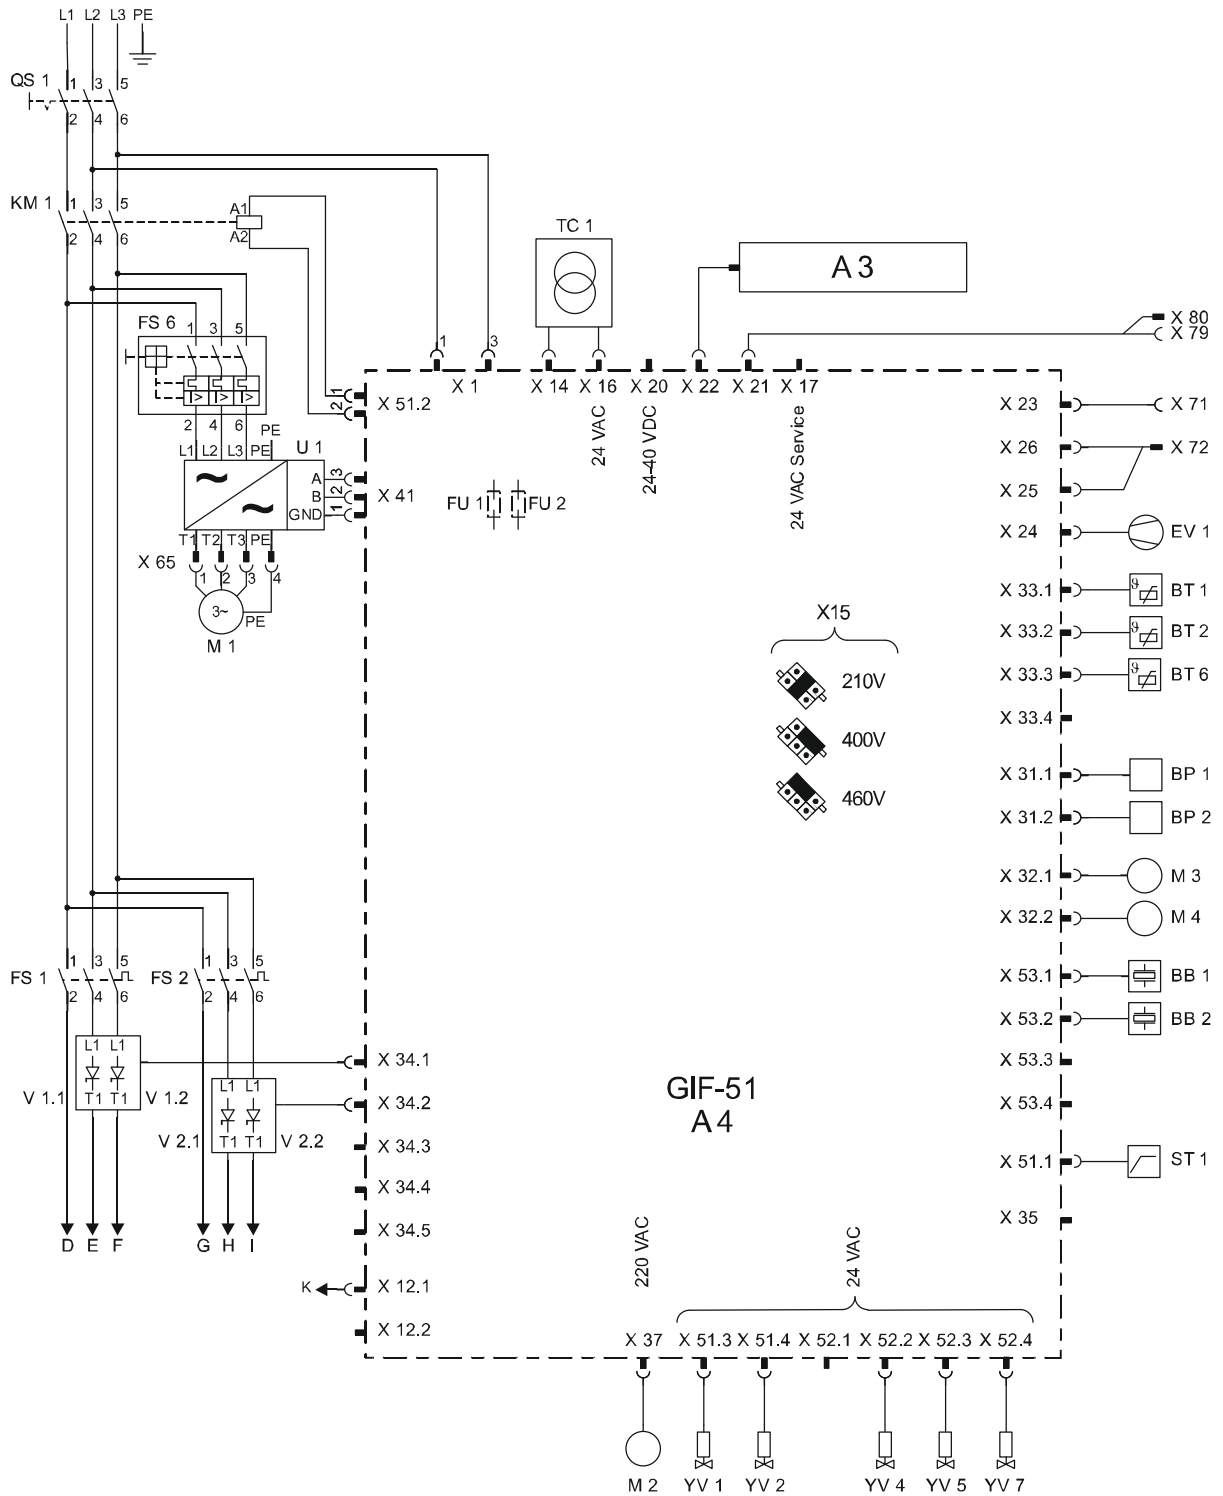 L1 L2 L3 PE
QS 1
1 3 5
2 4 6
KM 1
1 3 5
2 4 6
A1
A2
TC 1
A 3
X 80
X 79
FS 6
1 3 5
I> I> I>
2 4 6
PE
1 3
X 1 X 14 X 16 X 20 X 22 X 21 X 17
24 VAC
24-40 VDC
24 VAC Service
1
2
X 51.2
L1 L2 L3 PE U 1
A 3
B 2
GND 1
X 41
FU 1 FU 2
T1 T2 T3 PE
X 65
1 2 3 4
3~
PE
M 1
X 23 X 71
X 26 X 72
X 25
X 24 EV 1
X 33.1 ϑ BT 1
X 33.2 ϑ BT 2
X 33.3 ϑ BT 6
X 33.4
X15
210V
400V
460V
X 31.1 BP 1
X 31.2 BP 2
X 32.1 M 3
X 32.2 M 4
X 53.1 BB 1
X 53.2 BB 2
X 53.3
X 53.4
X 51.1 ST 1
X 35
FS 1
1 3 5
2 4 6
FS 2
1 3 5
2 4 6
L1 L1
V 1.1 T1 T1 V 1.2
L1 L1
V 2.1 T1 T1 V 2.2
X 34.1
X 34.2
X 34.3
X 34.4
X 34.5
GIF-51
A 4
D E F G H I
K X 12.1
X 12.2
220 VAC
24 VAC
X 37 X 51.3 X 51.4 X 52.1 X 52.2 X 52.3 X 52.4
M 2 YV 1 YV 2 YV 4 YV 5 YV 7